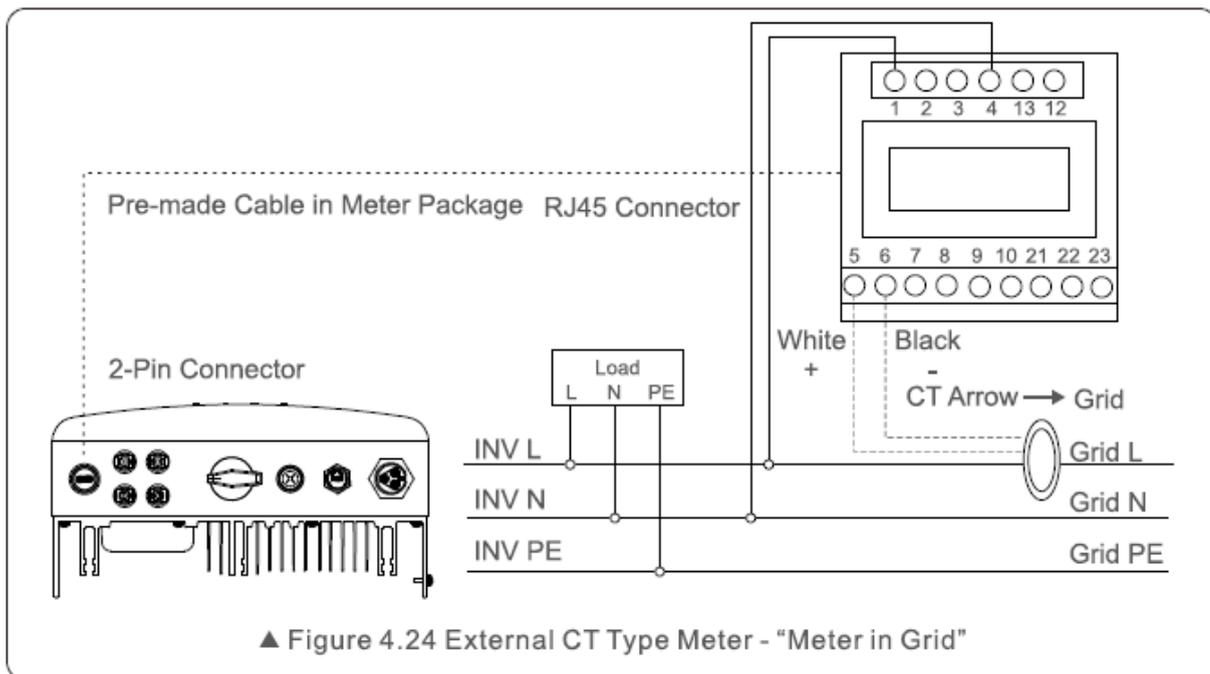 1 2 3 4 13 12
Pre-made Cable in Meter Package RJ45 Connector
5 6 7 8 9 10 21 22 23
White Black
+ -
2-Pin Connector
Load
L N PE
CT Arrow → Grid
INV L Grid L
INV N Grid N
INV PE Grid PE
▲ Figure 4.24 External CT Type Meter - “Meter in Grid”